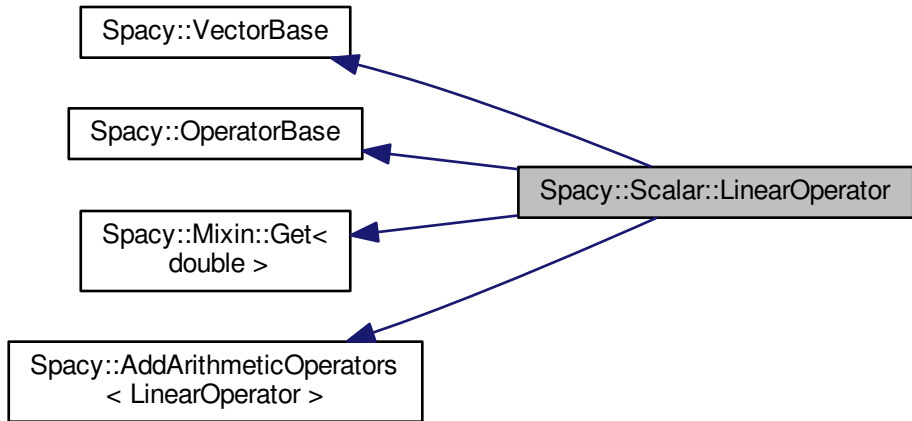 Spacy::VectorBase
Spacy::OperatorBase
Spacy::Scalar::LinearOperator
Spacy::Mixin::Get<
double >
Spacy::AddArithmeticOperators
< LinearOperator >